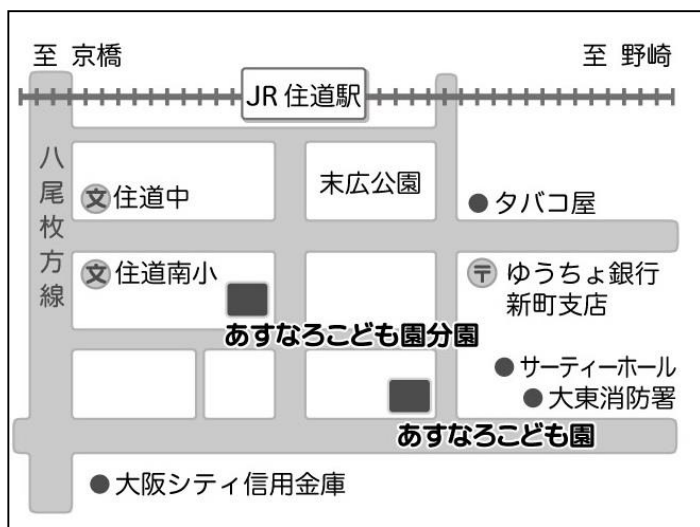 至 京橋
至 野崎
JR 住道駅
八尾枚方線
文 住道中
末広公園
タバコ屋
文 住道南小
〒 ゆうちょ銀行
新町支店
あすなろこども園分園
サーティーホール
大東消防署
あすなろこども園
大阪シティ信用金庫